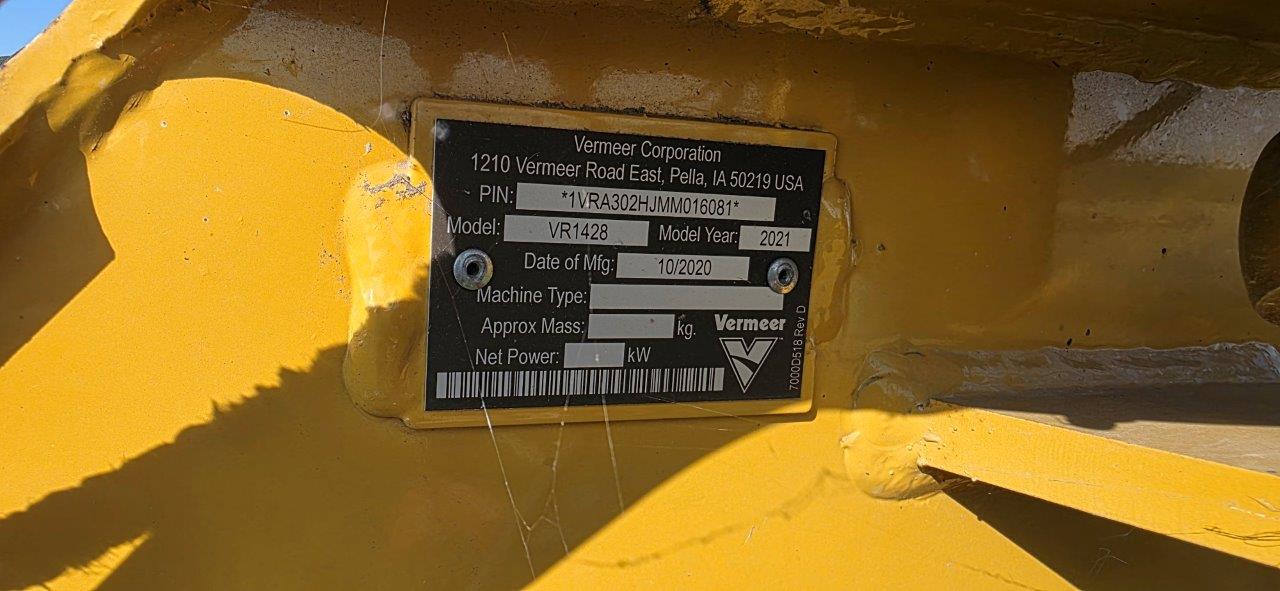 Vermeer Corporation
1210 Vermeer Road East, Pella, IA 50219 USA
PIN: *1VRA302HJMM016081*
Model: VR1428 Model Year: 2021
Date of Mfg: 10/2020
Machine Type:
Approx Mass: kg.
Net Power: kW
Vermeer
7000D518 Rev D